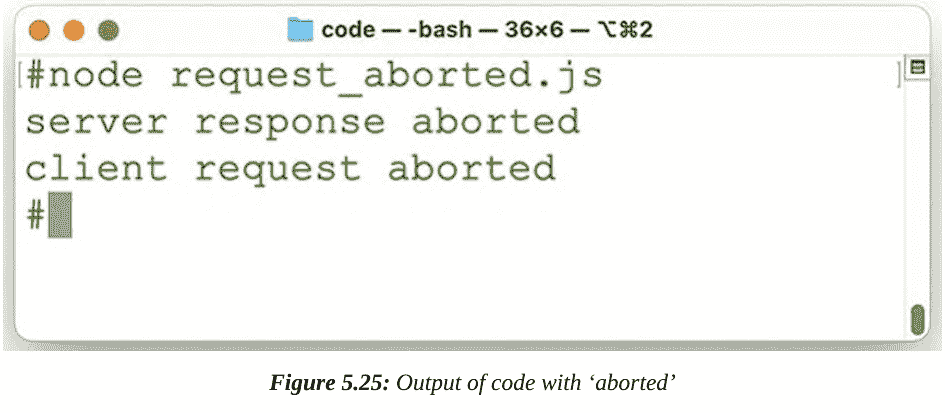 code — -bash — 36×6 — ⌥⌘2
[#node request_aborted.js ]
server response aborted
client request aborted
#
Figure 5.25: Output of code with ‘aborted’